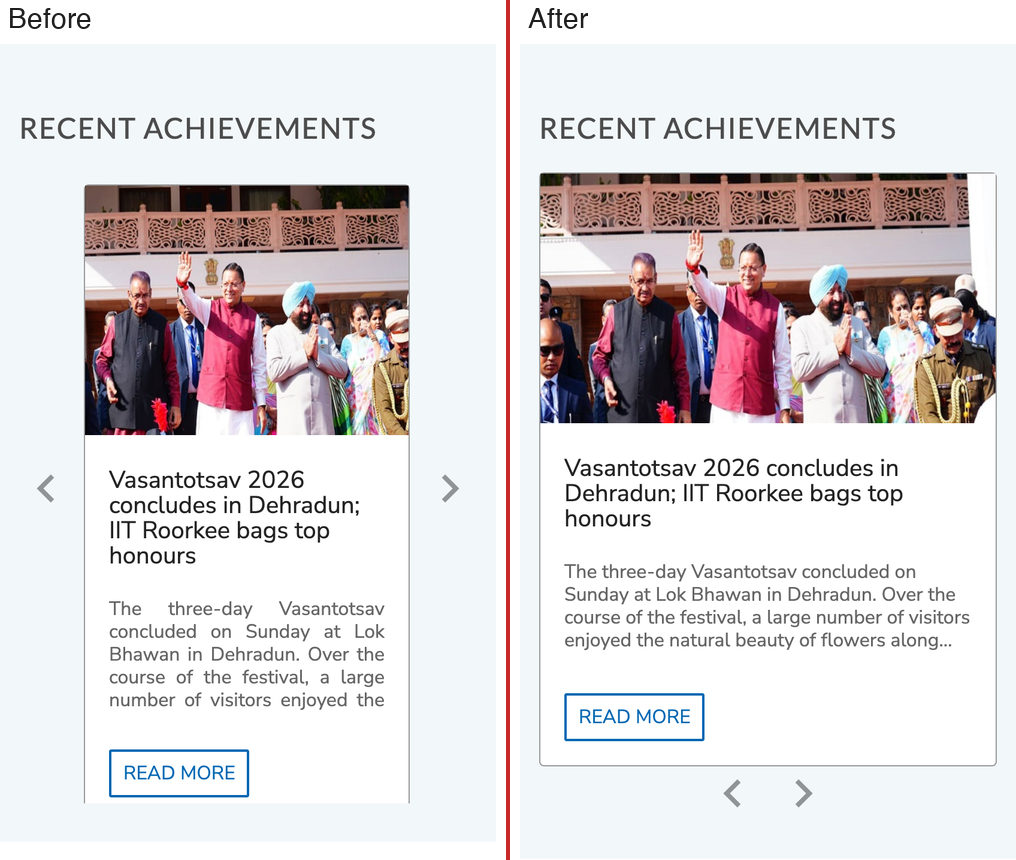 Before
RECENT ACHIEVEMENTS
Vasantotsav 2026
concludes in Dehradun;
IIT Roorkee bags top
honours
The three-day Vasantotsav
concluded on Sunday at Lok
Bhawan in Dehradun. Over the
course of the festival, a large
number of visitors enjoyed the
READ MORE
After
RECENT ACHIEVEMENTS
Vasantotsav 2026 concludes in
Dehradun; IIT Roorkee bags top
honours
The three-day Vasantotsav concluded on
Sunday at Lok Bhawan in Dehradun. Over the
course of the festival, a large number of visitors
enjoyed the natural beauty of flowers along...
READ MORE